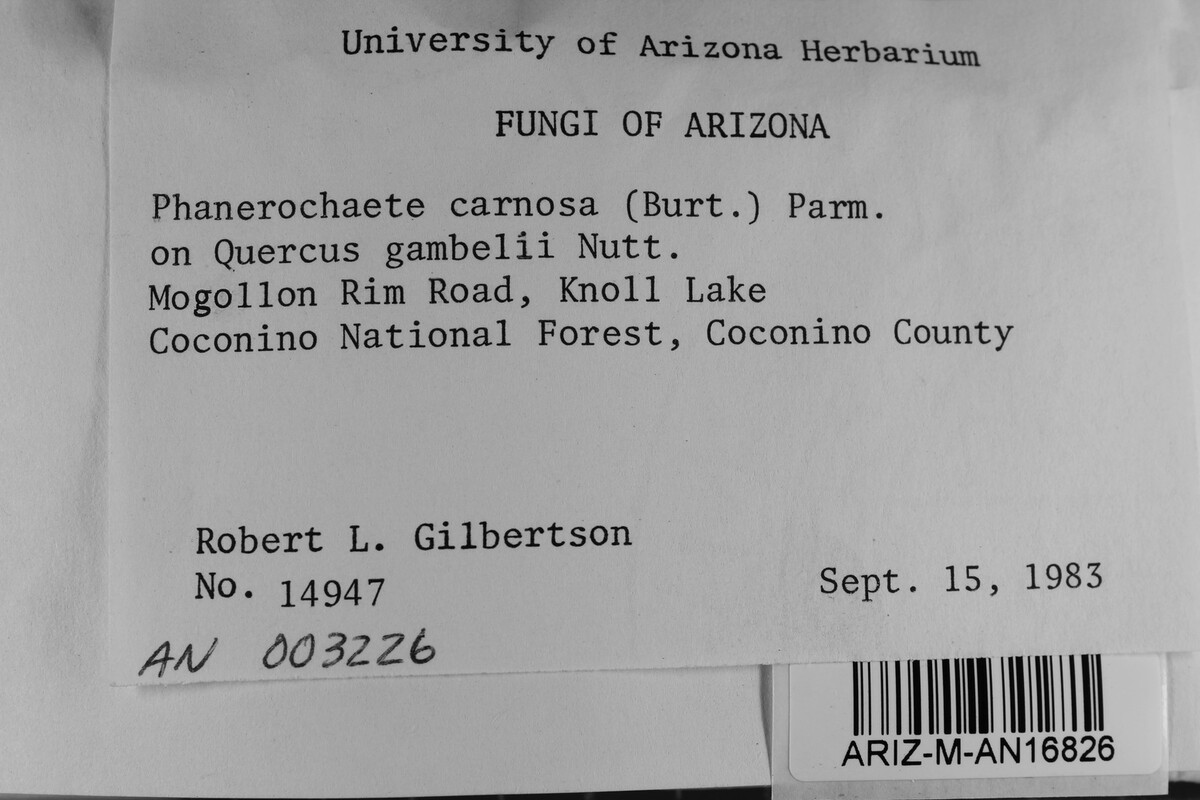 University of Arizona Herbarium
FUNGI OF ARIZONA
Phanerochaete carnosa (Burt.) Parm.
on Quercus gambelii Nutt.
Mogollon Rim Road, Knoll Lake
Coconino National Forest, Coconino County
Robert L. Gilbertson
No. 14947
Sept. 15, 1983
AN 003226
ARIZ-M-AN16826